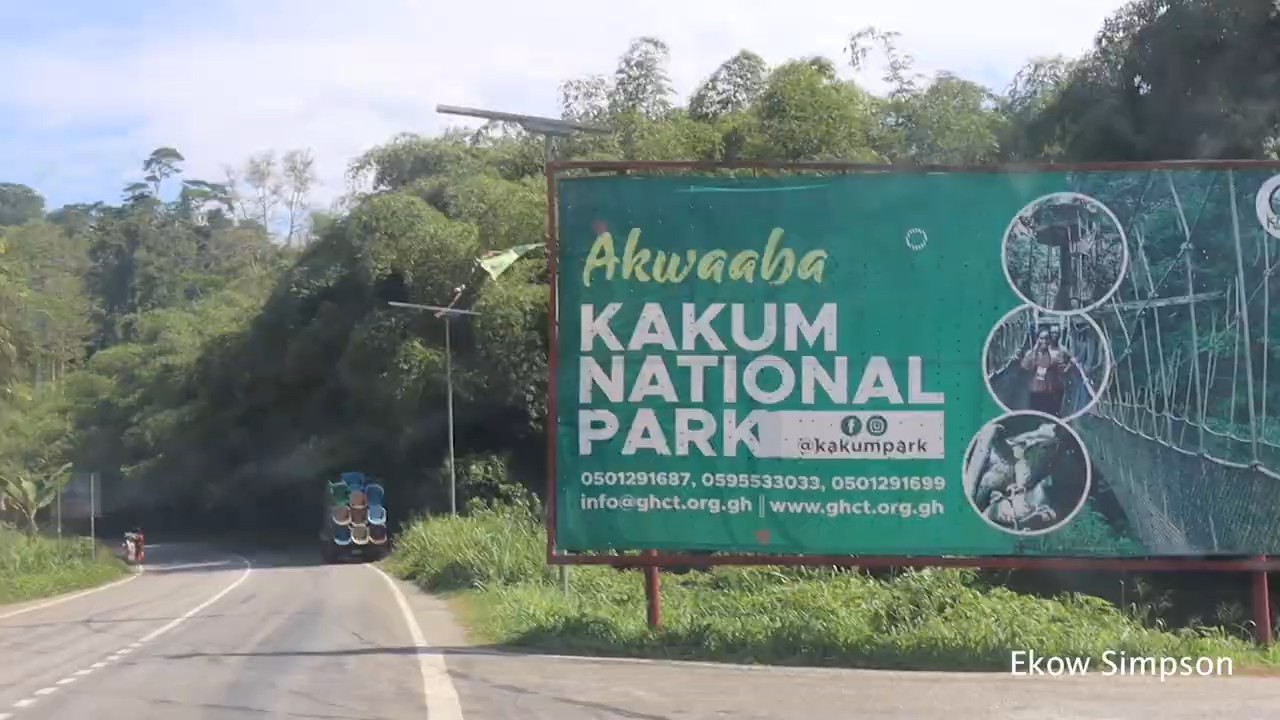 Akwaaba
KAKUM
NATIONAL
PARK
@kakumpark
0501291687, 0595533033, 0501291699
info@ghct.org.gh | www.ghct.org.gh
Ekow Simpson